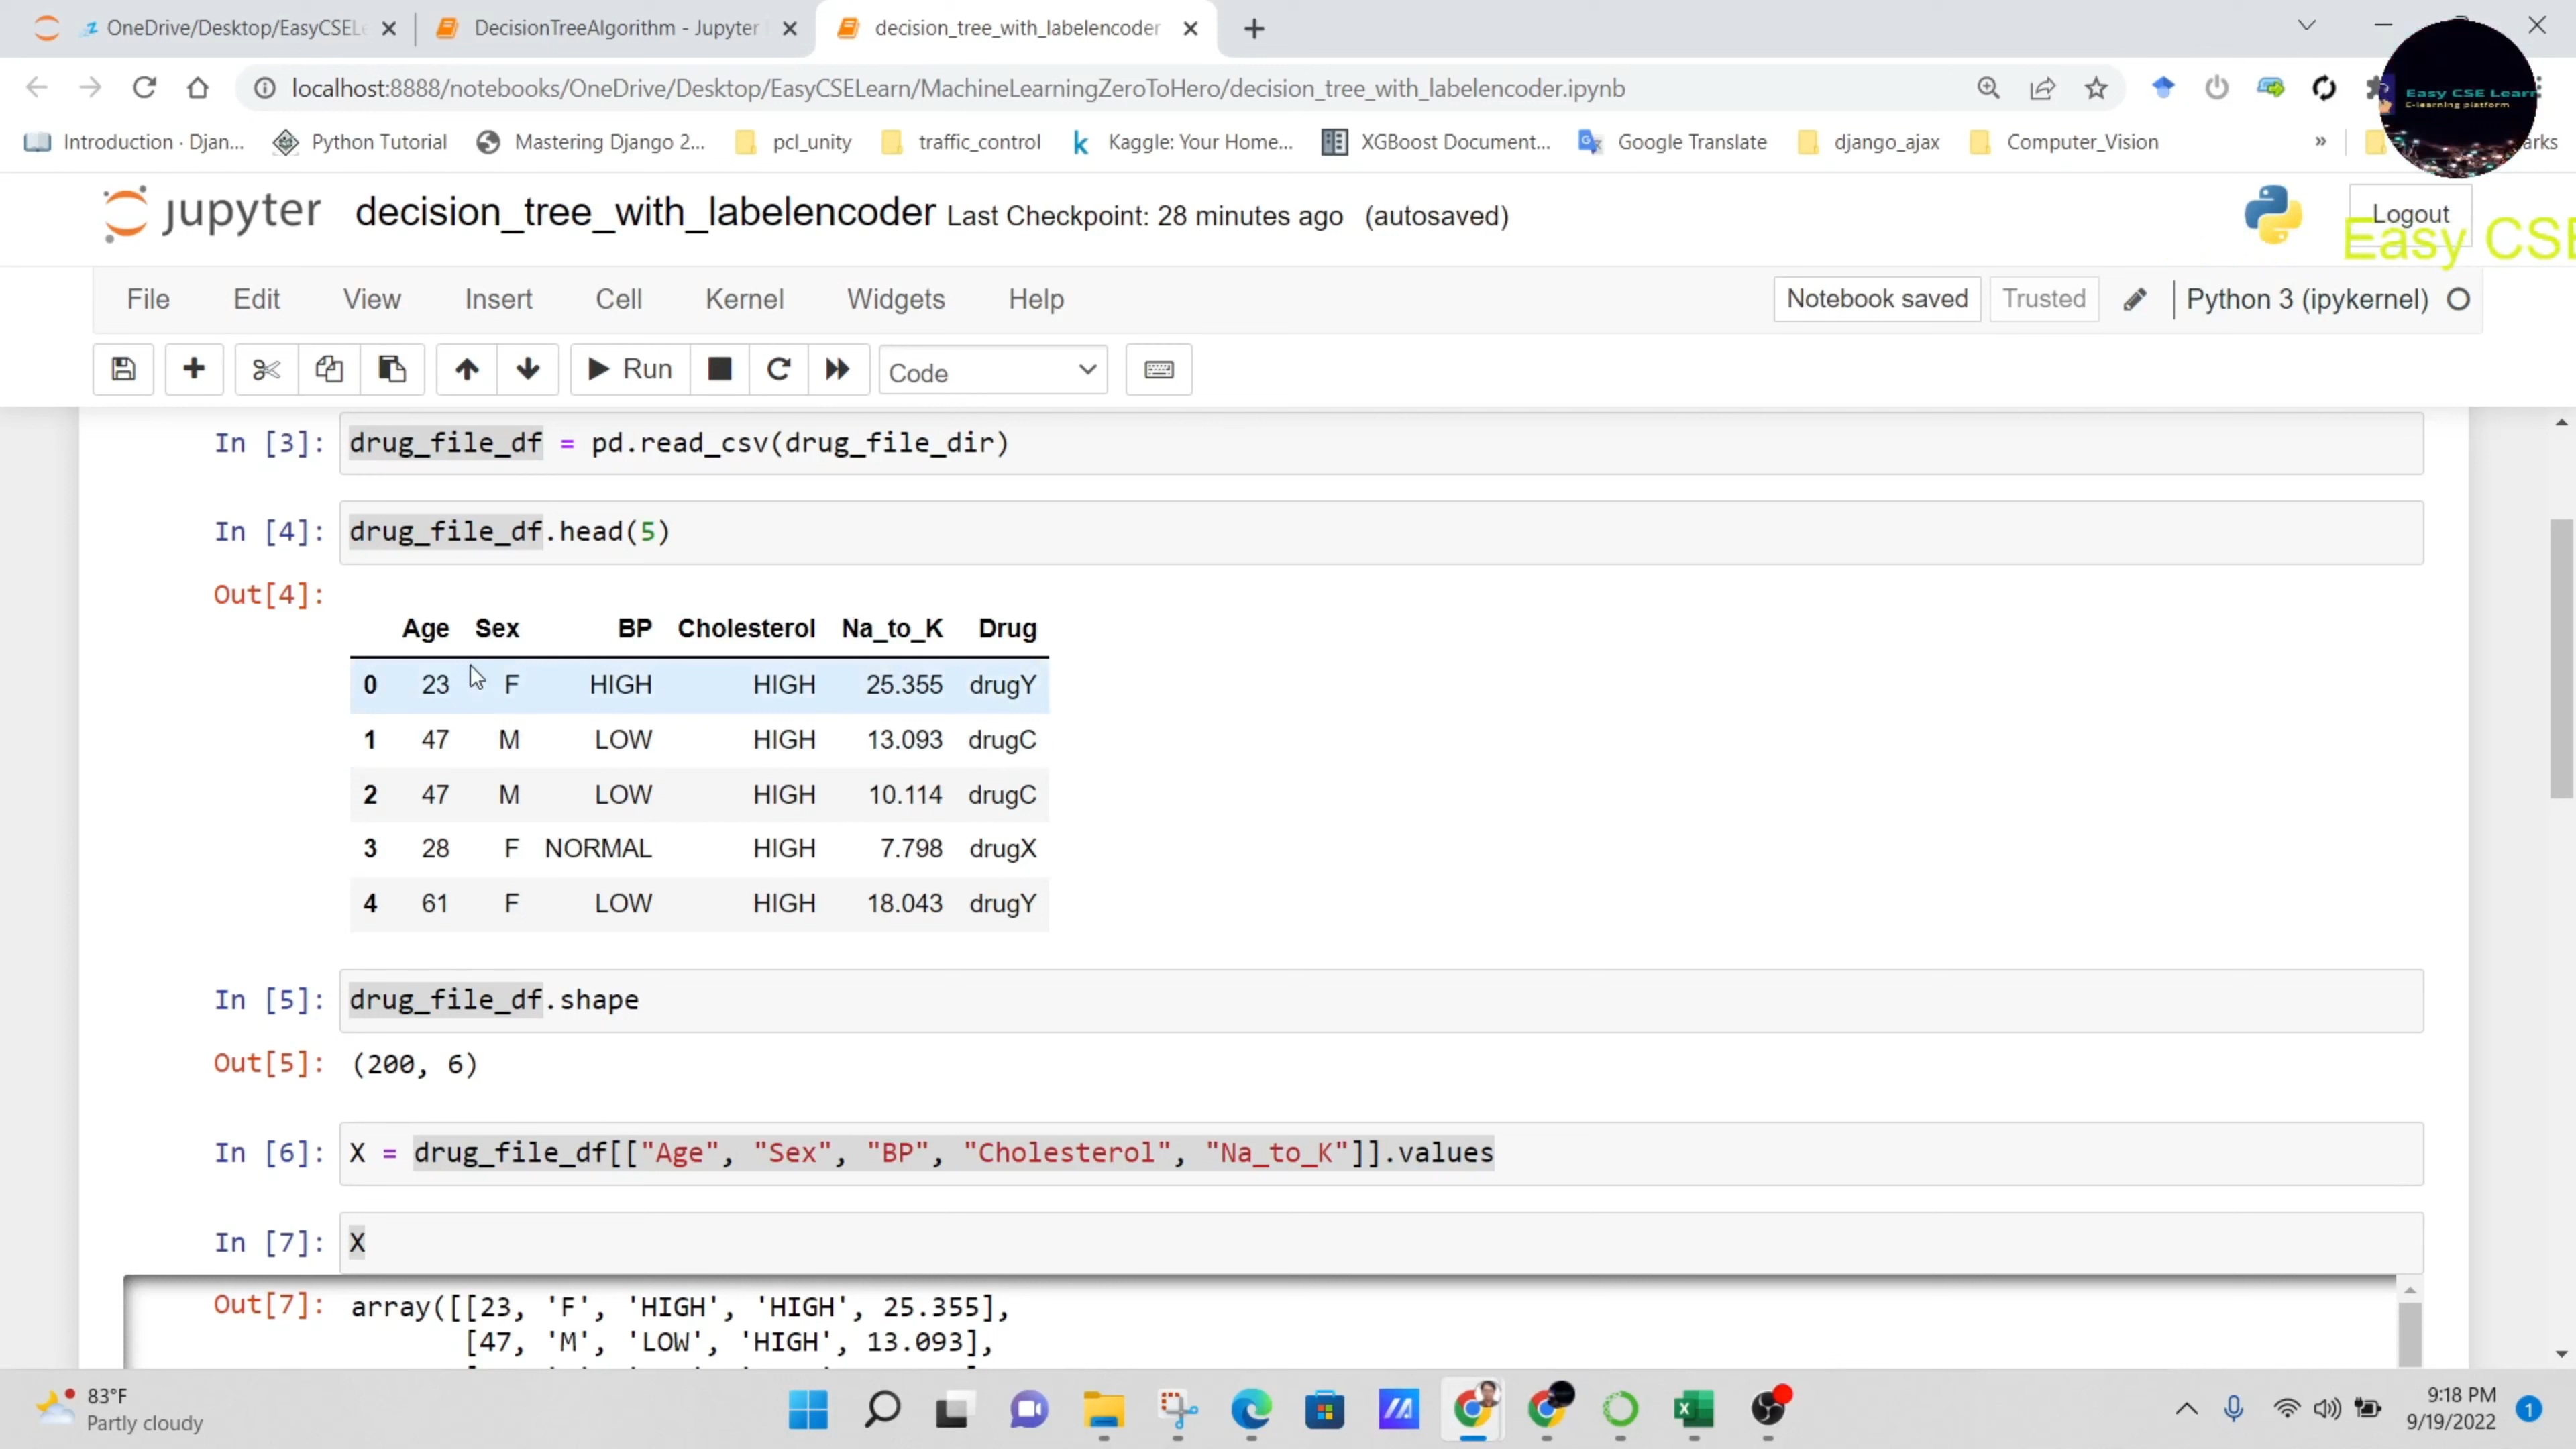 OneDrive/Desktop/EasyCSELe
DecisionTreeAlgorithm - Jupyter
decision_tree_with_labelencoder
localhost:8888/notebooks/OneDrive/Desktop/EasyCSELearn/MachineLearningZeroToHero/decision_tree_with_labelencoder.ipynb
Easy CSE Learn
E-learning platform
Introduction · Djan...
Python Tutorial
Mastering Django 2...
pcl_unity
traffic_control
Kaggle: Your Home...
XGBoost Document...
Google Translate
django_ajax
Computer_Vision
»
arks
jupyter decision_tree_with_labelencoder Last Checkpoint: 28 minutes ago (autosaved)
Logout
Easy CSE
File Edit View Insert Cell Kernel Widgets Help
Notebook saved Trusted Python 3 (ipykernel)
Run Code
In [3]: drug_file_df = pd.read_csv(drug_file_dir)
In [4]: drug_file_df.head(5)
Out[4]:
Age Sex BP Cholesterol Na_to_K Drug
0 23 F HIGH HIGH 25.355 drugY
1 47 M LOW HIGH 13.093 drugC
2 47 M LOW HIGH 10.114 drugC
3 28 F NORMAL HIGH 7.798 drugX
4 61 F LOW HIGH 18.043 drugY
In [5]: drug_file_df.shape
Out[5]: (200, 6)
In [6]: X = drug_file_df[["Age", "Sex", "BP", "Cholesterol", "Na_to_K"]].values
In [7]: X
Out[7]: array([[23, 'F', 'HIGH', 'HIGH', 25.355],
[47, 'M', 'LOW', 'HIGH', 13.093],
83°F
Partly cloudy
9:18 PM
9/19/2022
1